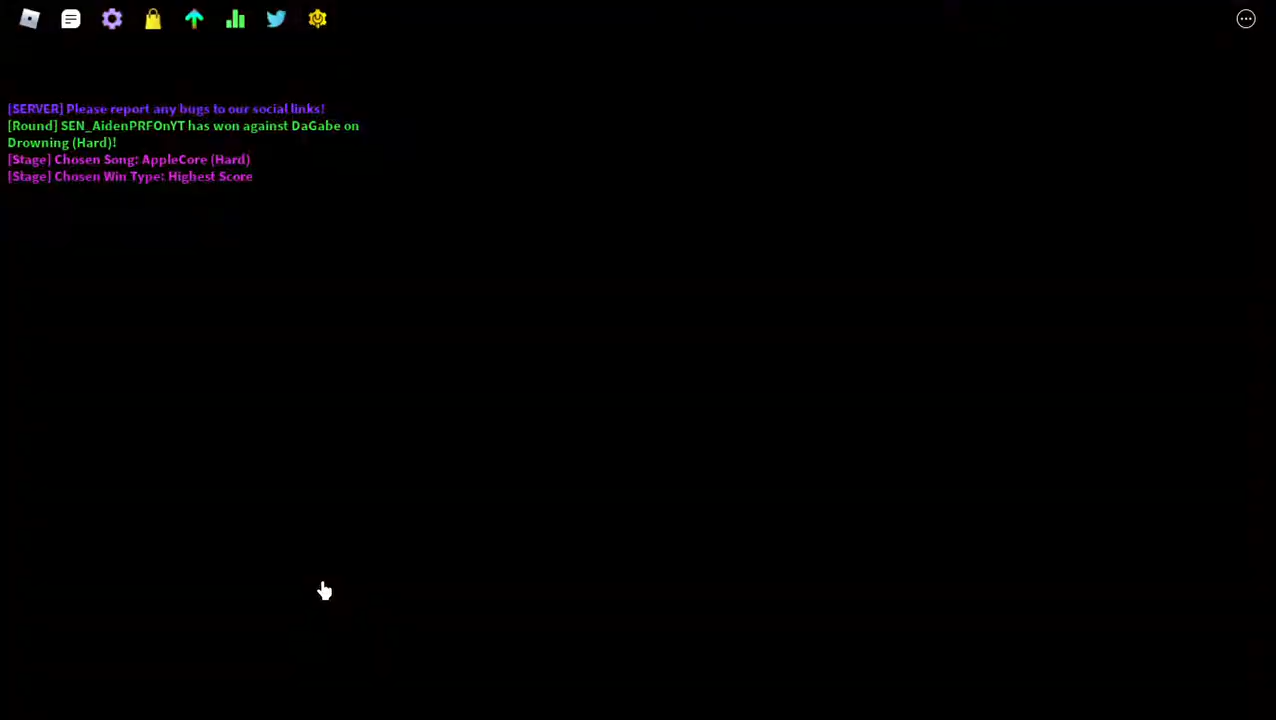 [SERVER] Please report any bugs to our social links!
[Round] SEN_AidenPRFOnYT has won against DaGabe on
Drowning (Hard)!
[Stage] Chosen Song: AppleCore (Hard)
[Stage] Chosen Win Type: Highest Score